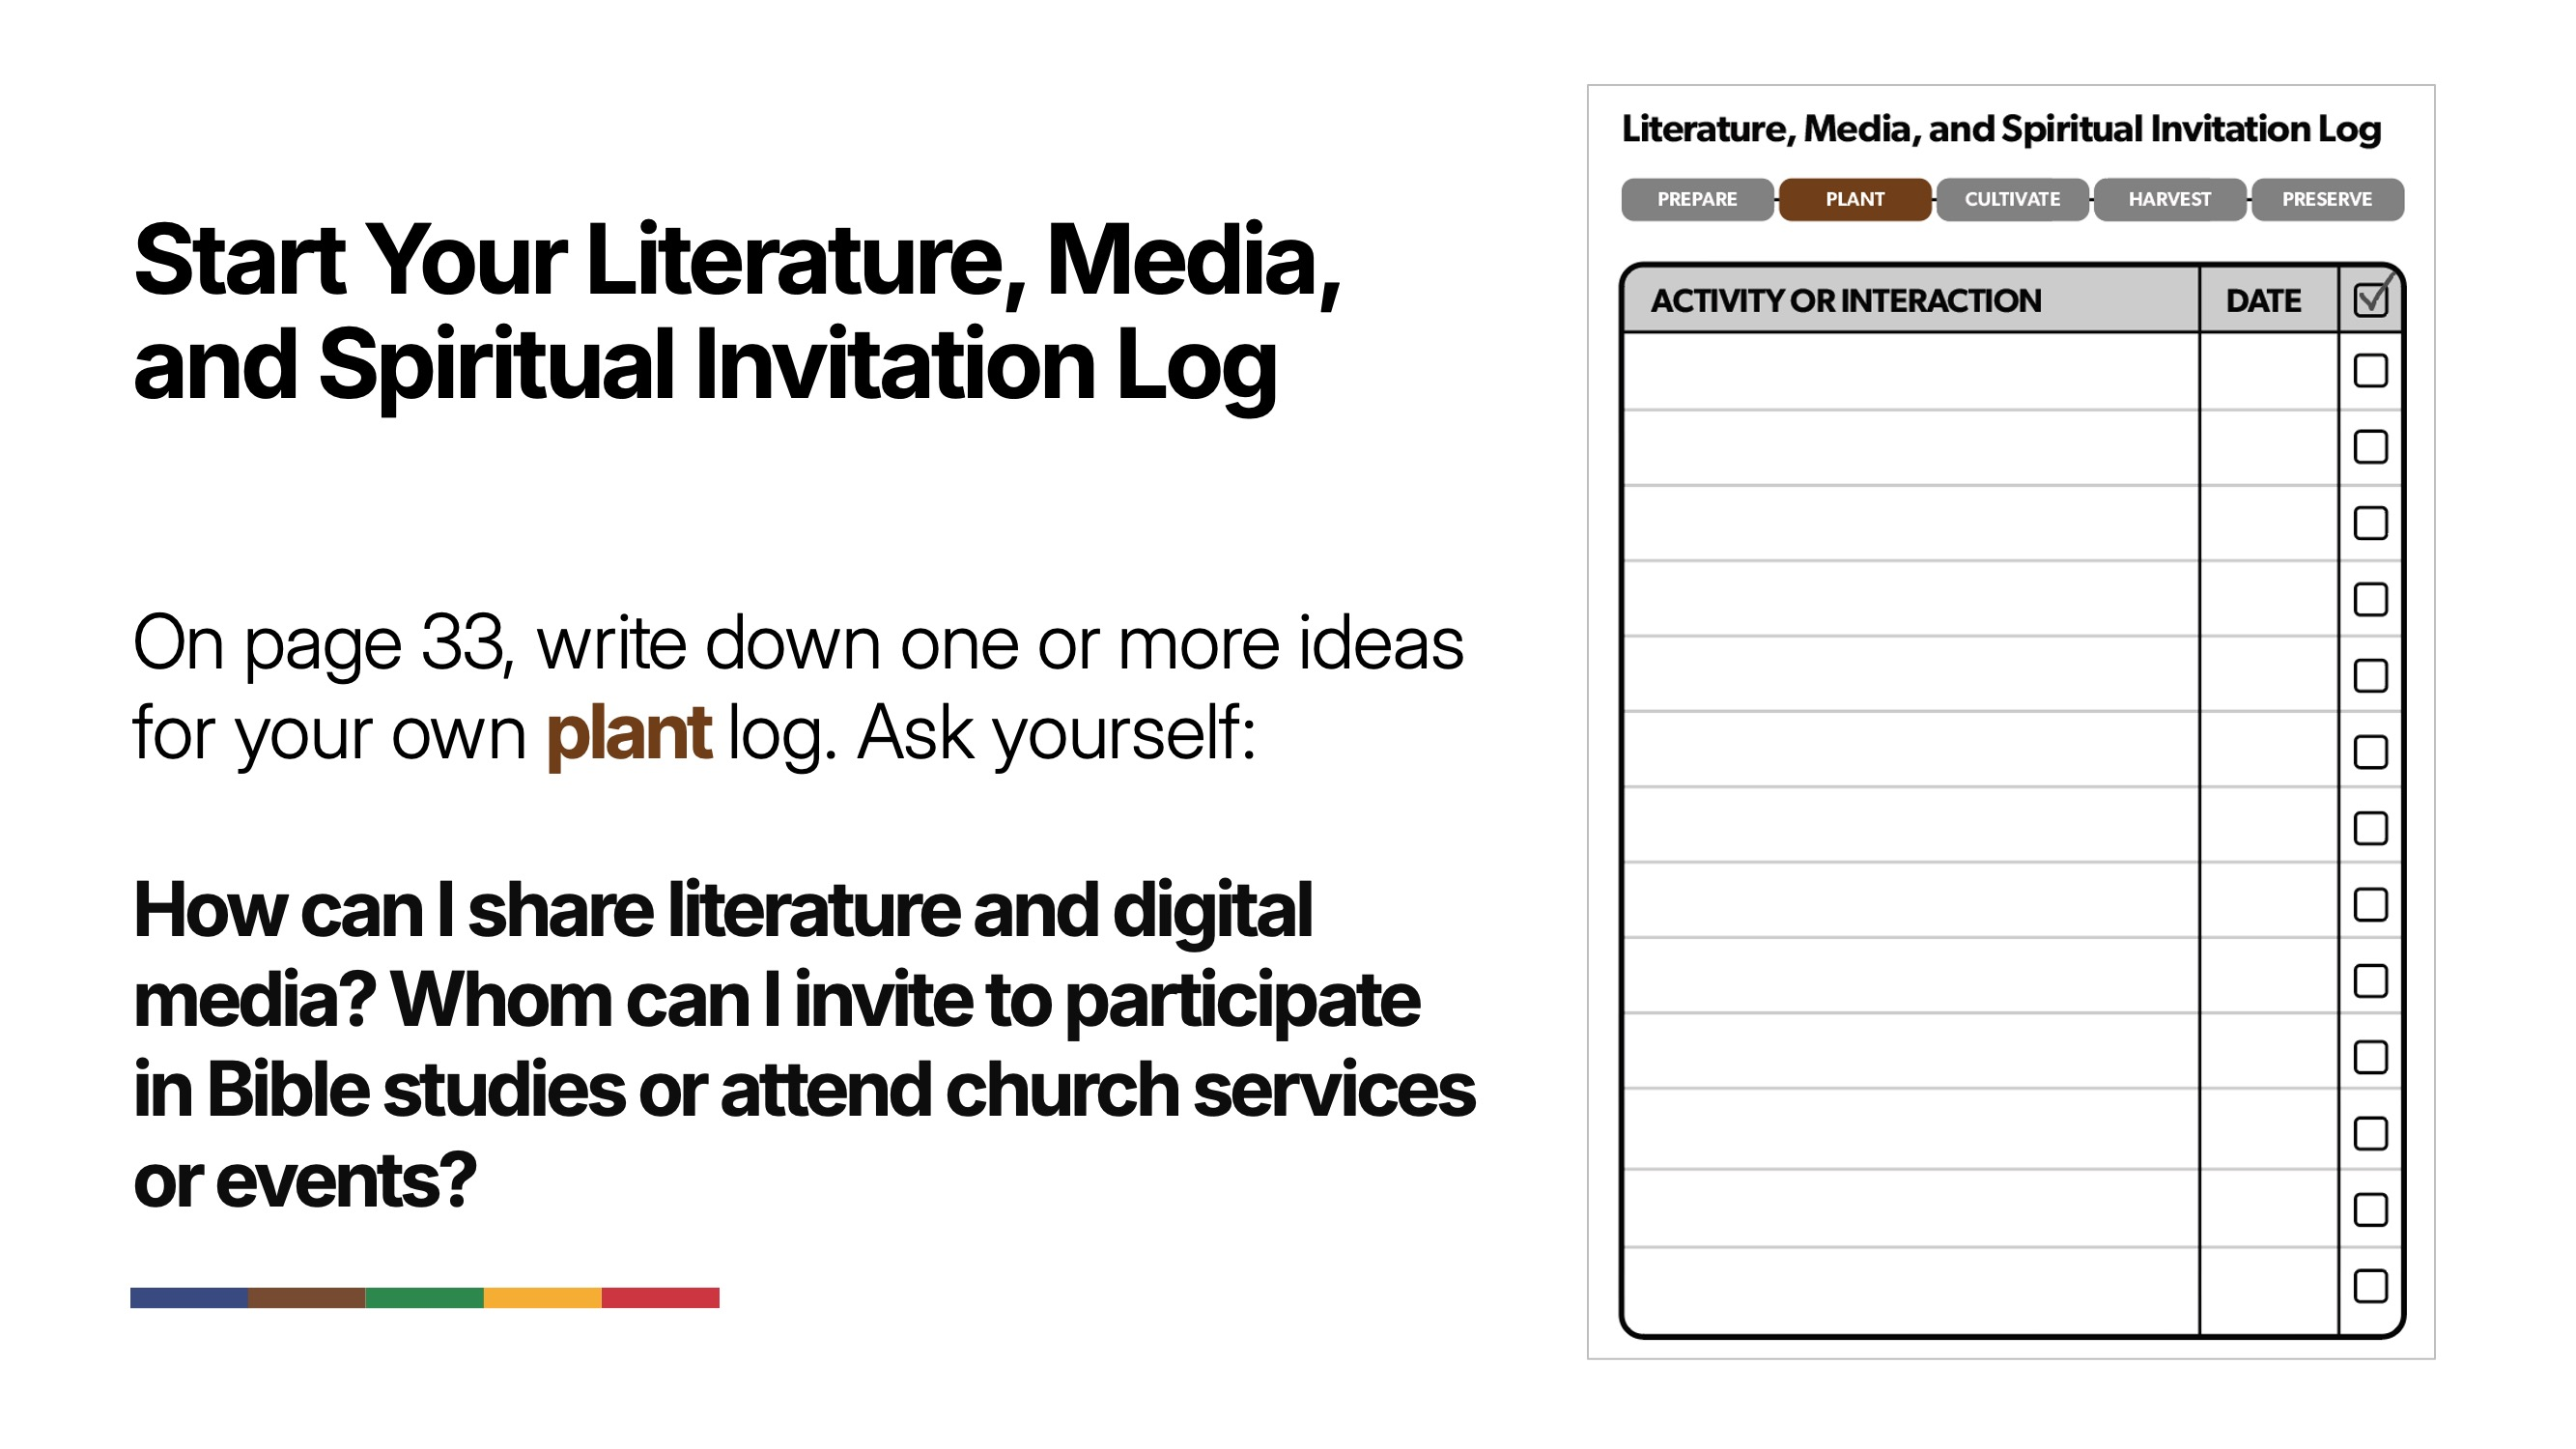 Start Your Literature, Media,
and Spiritual Invitation Log
On page 33, write down one or more ideas
for your own plant log. Ask yourself:
How can I share literature and digital
media? Whom can I invite to participate
in Bible studies or attend church services
or events?
Literature, Media, and Spiritual Invitation Log
PREPARE PLANT CULTIVATE HARVEST PRESERVE
ACTIVITY OR INTERACTION DATE